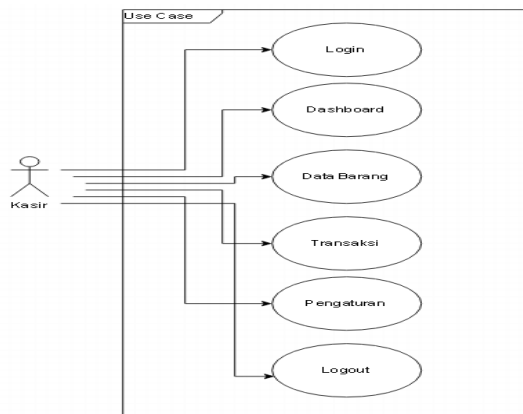 Use Case
Login
Dashboard
Data Barang
Kasir
Transaksi
Pengaturan
Logout